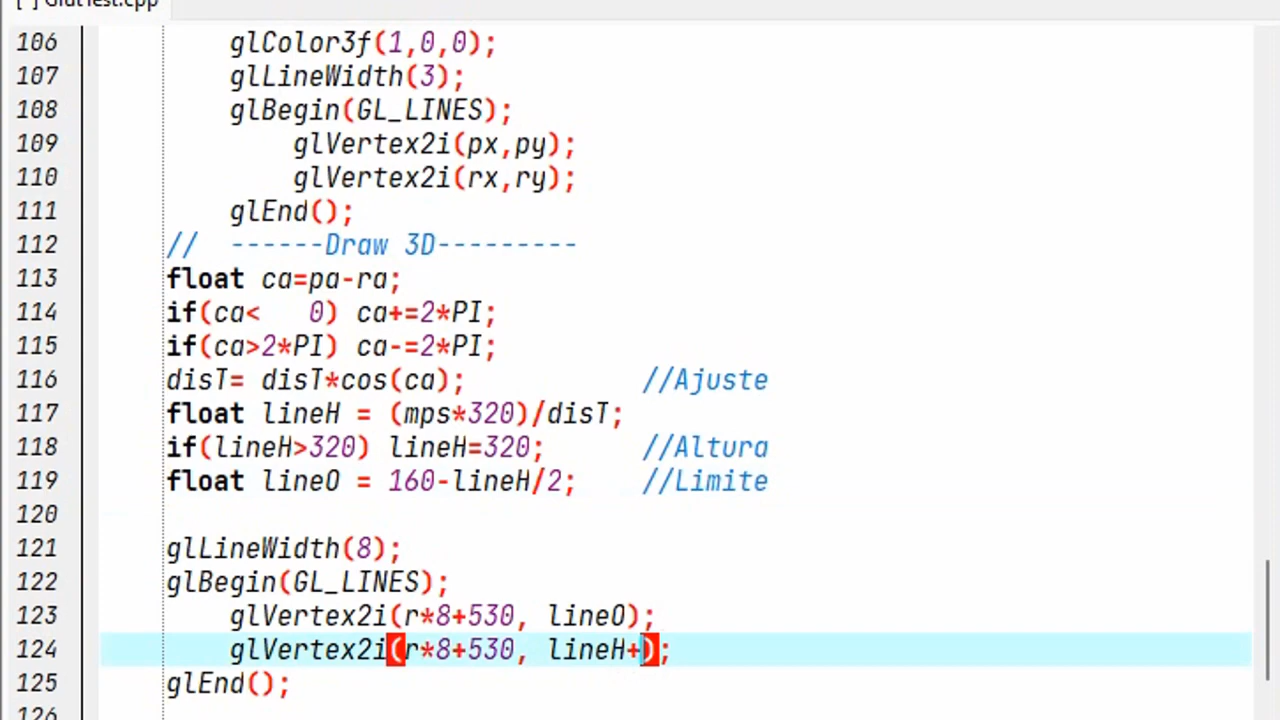 [*] GlutTest.cpp
106 glColor3f(1,0,0);
107 glLineWidth(3);
108 glBegin(GL_LINES);
109 glVertex2i(px,py);
110 glVertex2i(rx,ry);
111 glEnd();
112 // ------Draw 3D---------
113 float ca=pa-ra;
114 if(ca<   0) ca+=2*PI;
115 if(ca>2*PI) ca-=2*PI;
116 disT= disT*cos(ca); //Ajuste
117 float lineH = (mps*320)/disT;
118 if(lineH>320) lineH=320; //Altura
119 float lineO = 160-lineH/2; //Limite
120
121 glLineWidth(8);
122 glBegin(GL_LINES);
123 glVertex2i(r*8+530, lineO);
124 glVertex2i(r*8+530, lineH+);
125 glEnd();
126